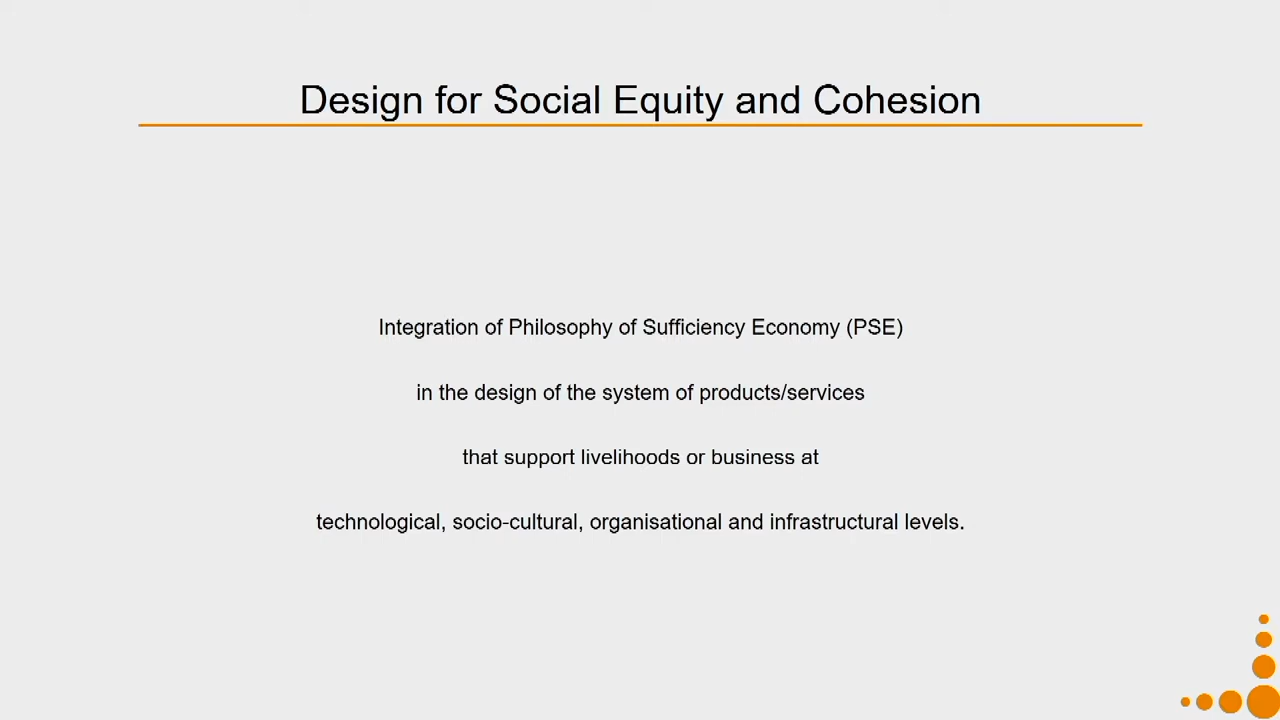 Design for Social Equity and Cohesion
Integration of Philosophy of Sufficiency Economy (PSE)
in the design of the system of products/services
that support livelihoods or business at
technological, socio-cultural, organisational and infrastructural levels.